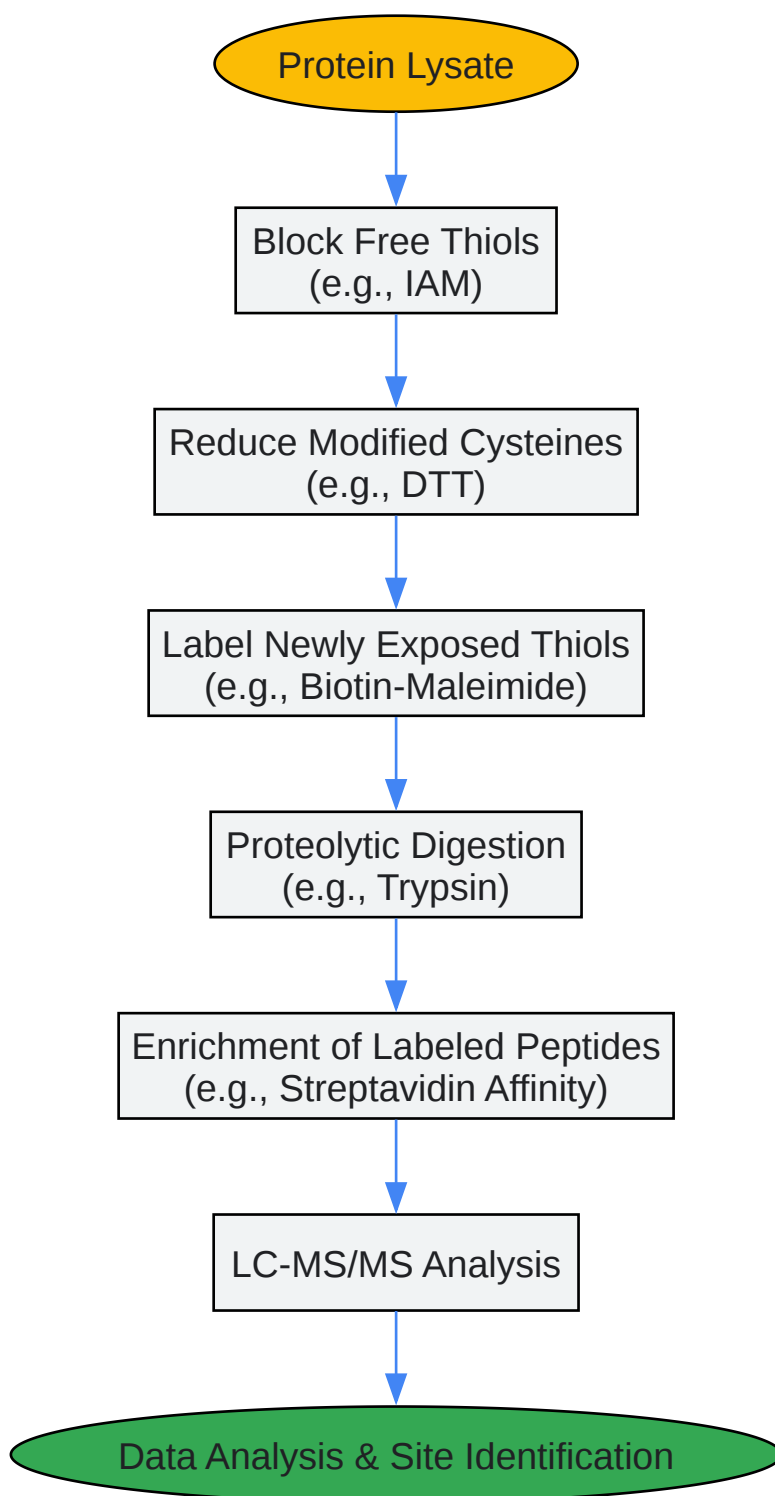 Protein Lysate
Block Free Thiols
(e.g., IAM)
Reduce Modified Cysteines
(e.g., DTT)
Label Newly Exposed Thiols
(e.g., Biotin-Maleimide)
Proteolytic Digestion
(e.g., Trypsin)
Enrichment of Labeled Peptides
(e.g., Streptavidin Affinity)
LC-MS/MS Analysis
Data Analysis & Site Identification